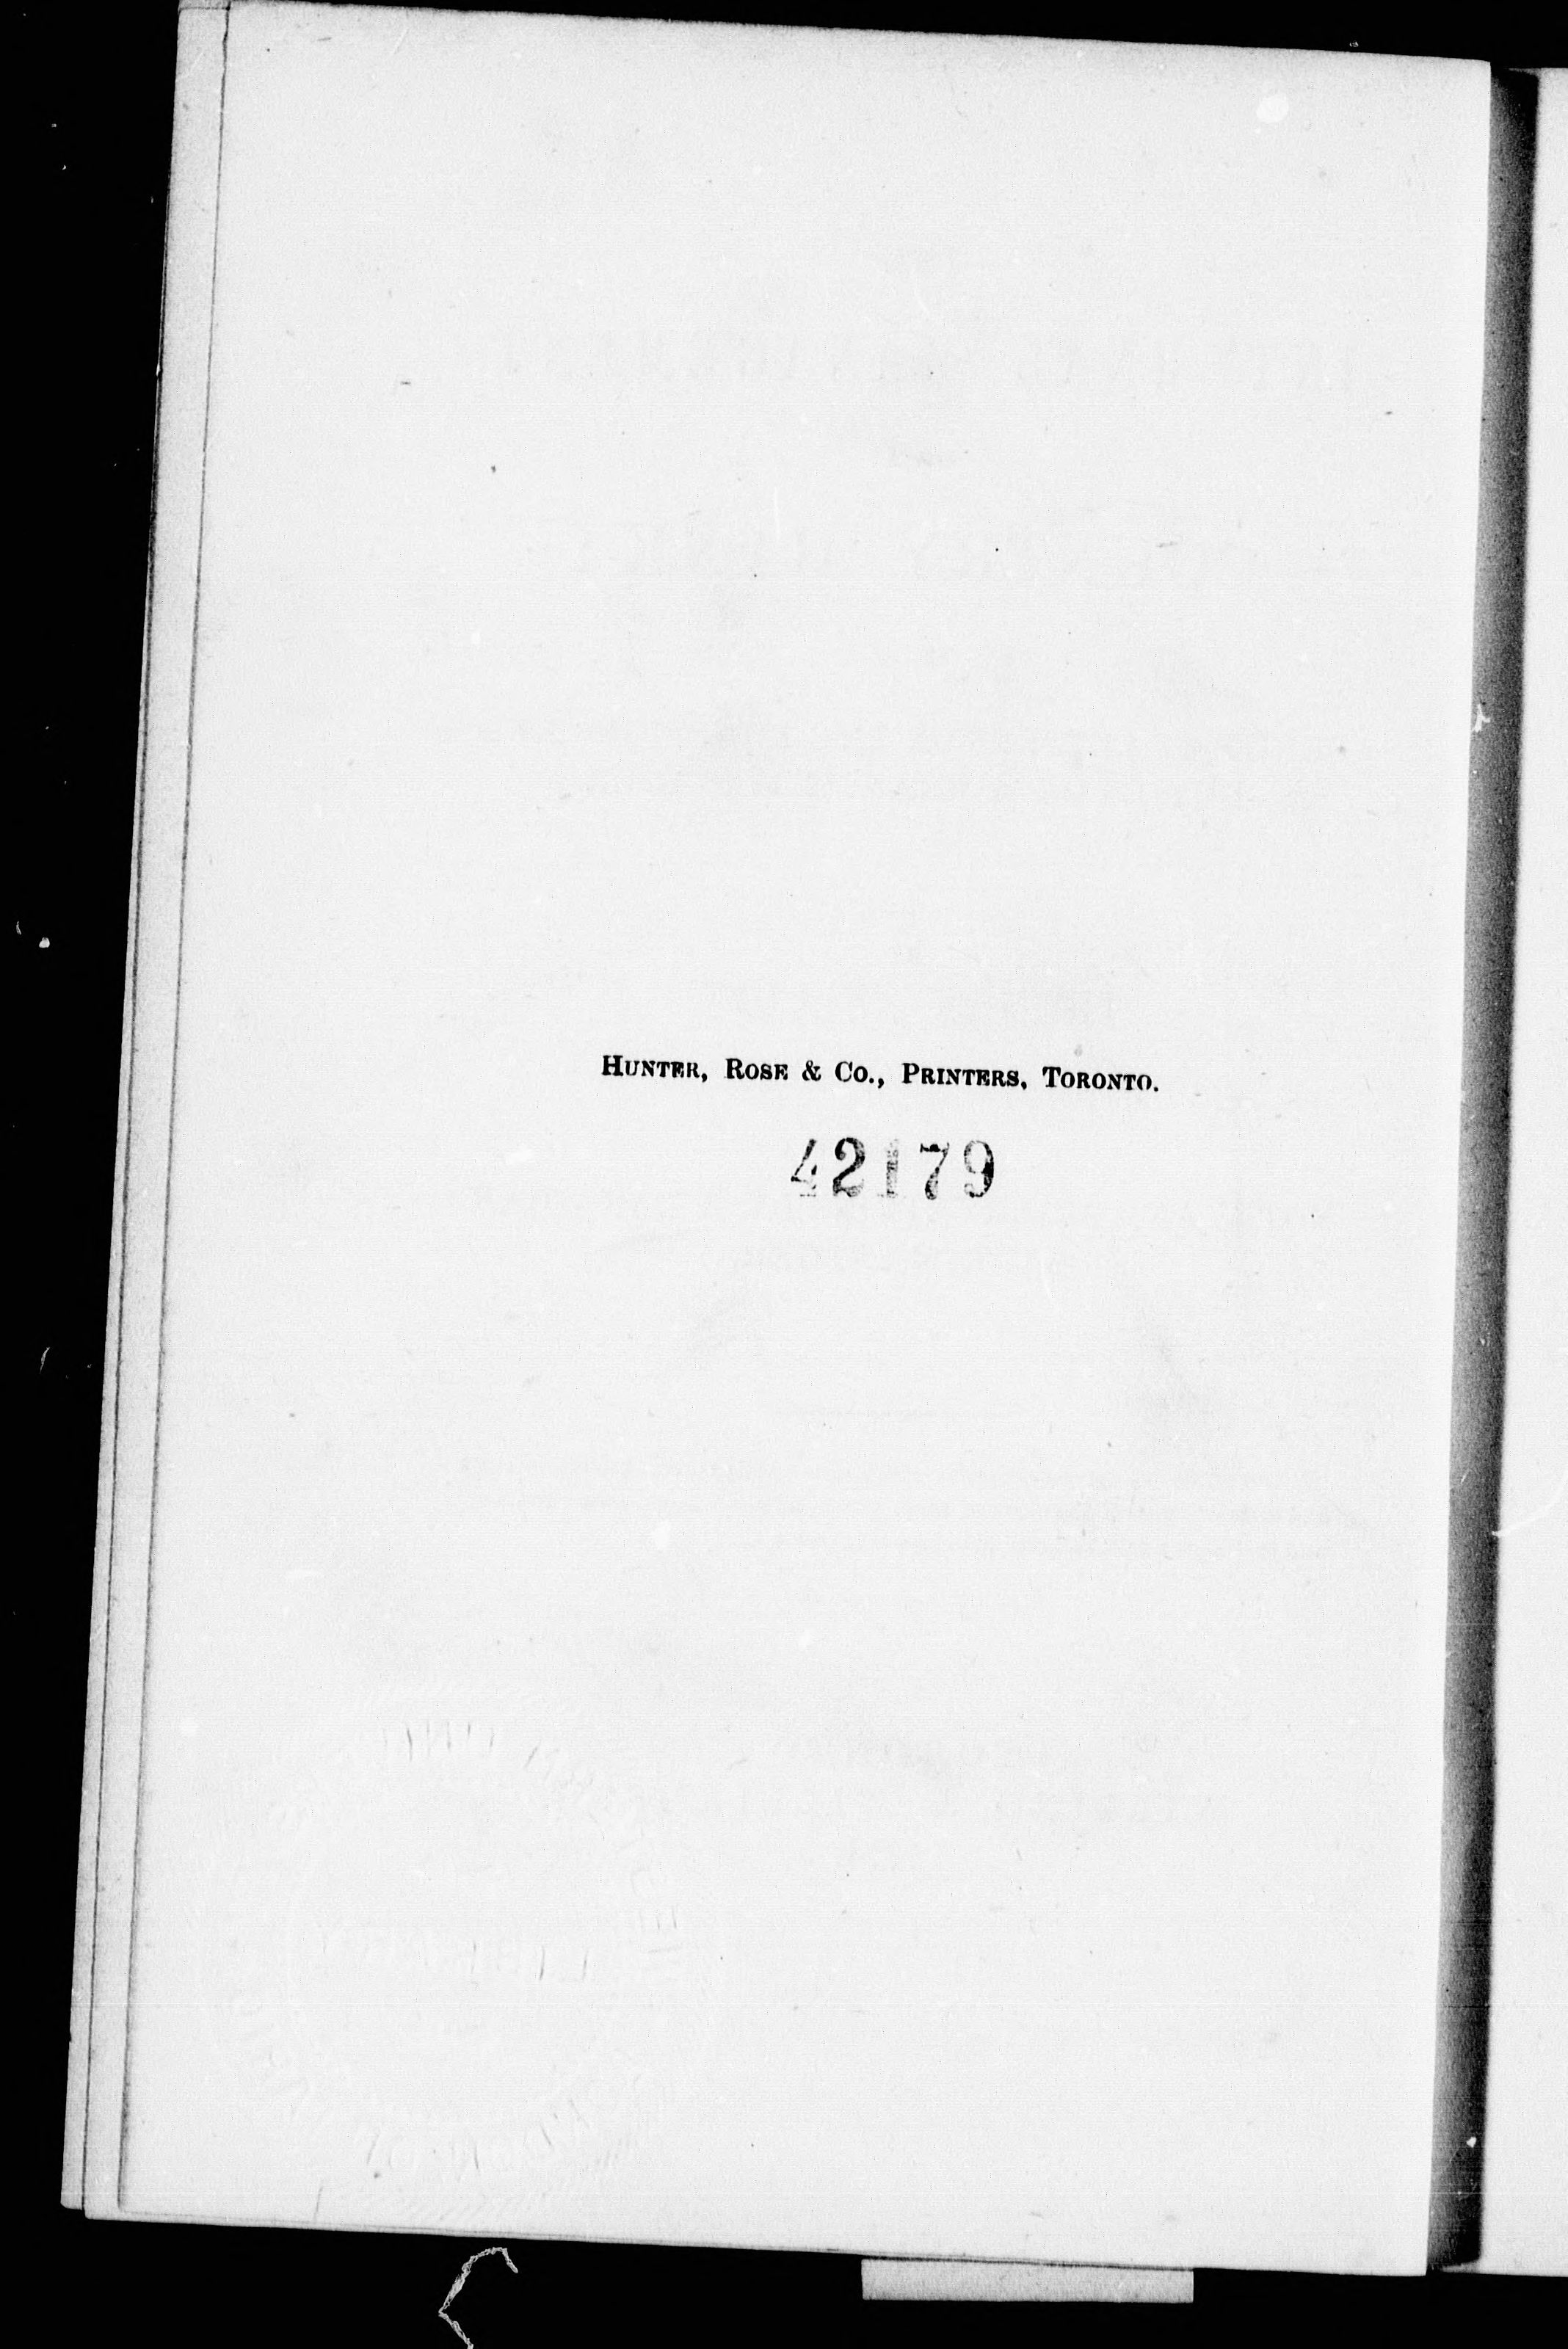 Hunter, Rose & Co., Printers, Toronto.
42179